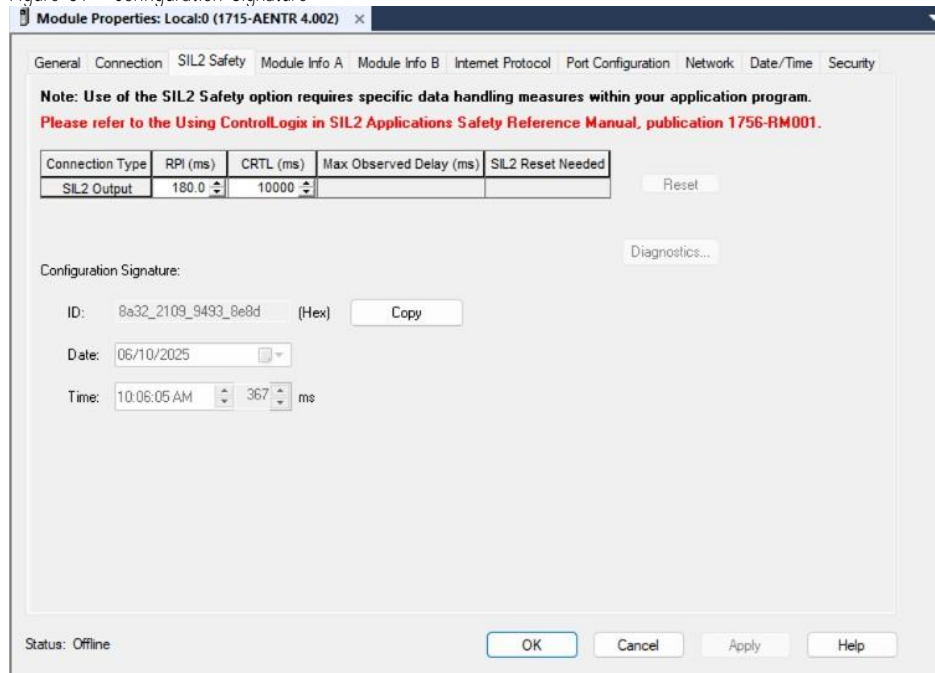 Figure 51 - Configuration Signature
Module Properties: Local:0 (1715-AENTR 4.002) ×
General Connection SIL2 Safety Module Info A Module Info B Internet Protocol Port Configuration Network Date/Time Security
Note: Use of the SIL2 Safety option requires specific data handling measures within your application program.
Please refer to the Using ControlLogix in SIL2 Applications Safety Reference Manual, publication 1756-RM001.
Connection Type RPI (ms) CRTL (ms) Max Observed Delay (ms) SIL2 Reset Needed
SIL2 Output 180.0 10000
Reset
Diagnostics...
Configuration Signature:
ID: 8a32_2109_9493_8e8d (Hex) Copy
Date: 06/10/2025
Time: 10:06:05 AM 367 ms
Status: Offline OK Cancel Apply Help